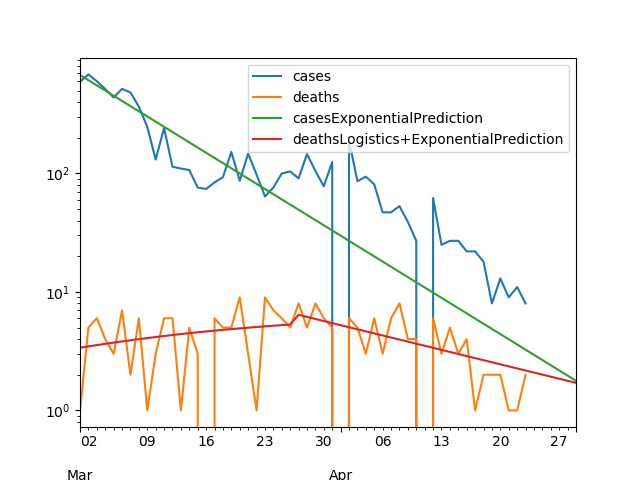 cases
deaths
casesExponentialPrediction
deathsLogistics+ExponentialPrediction
10²
10¹
10⁰
02 09 16 23 30 06 13 20 27
Mar Apr